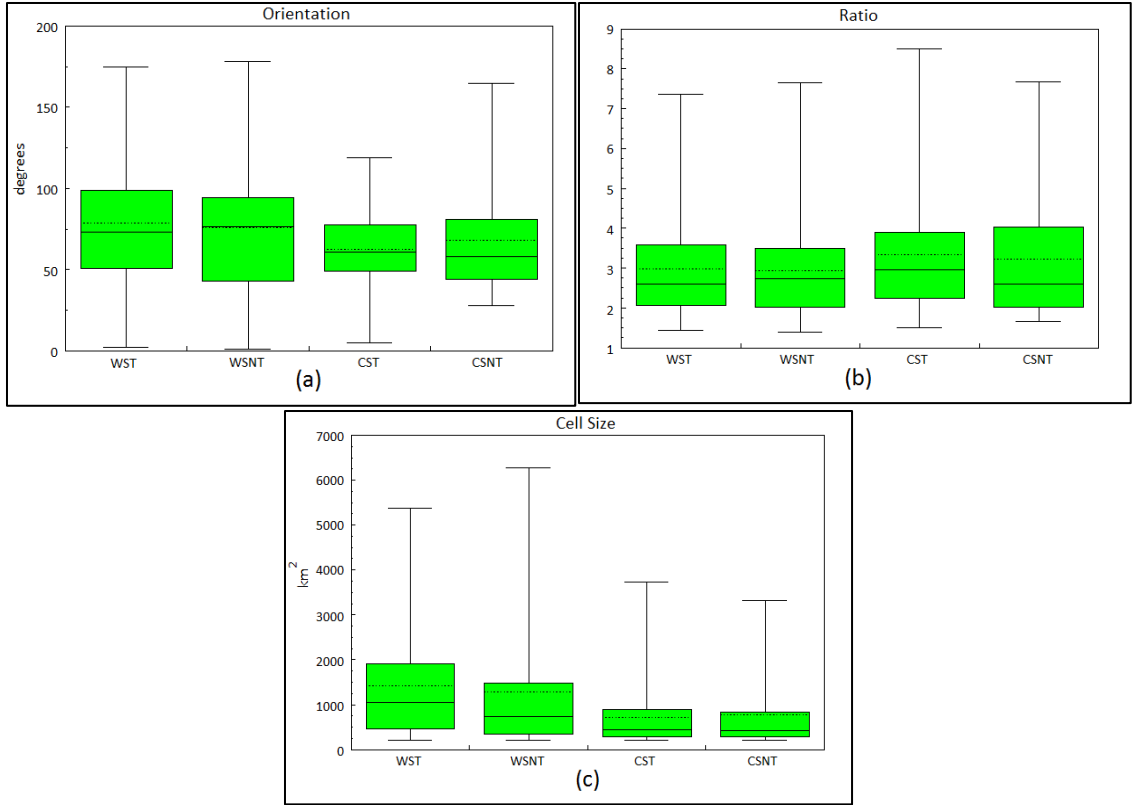 Orientation
200
150
100
50
0
degrees
WST WSNT CST CSNT
(a)
Ratio
9
8
7
6
5
4
3
2
1
WST WSNT CST CSNT
(b)
Cell Size
7000
6000
5000
4000
3000
2000
1000
0
km²
WST WSNT CST CSNT
(c)